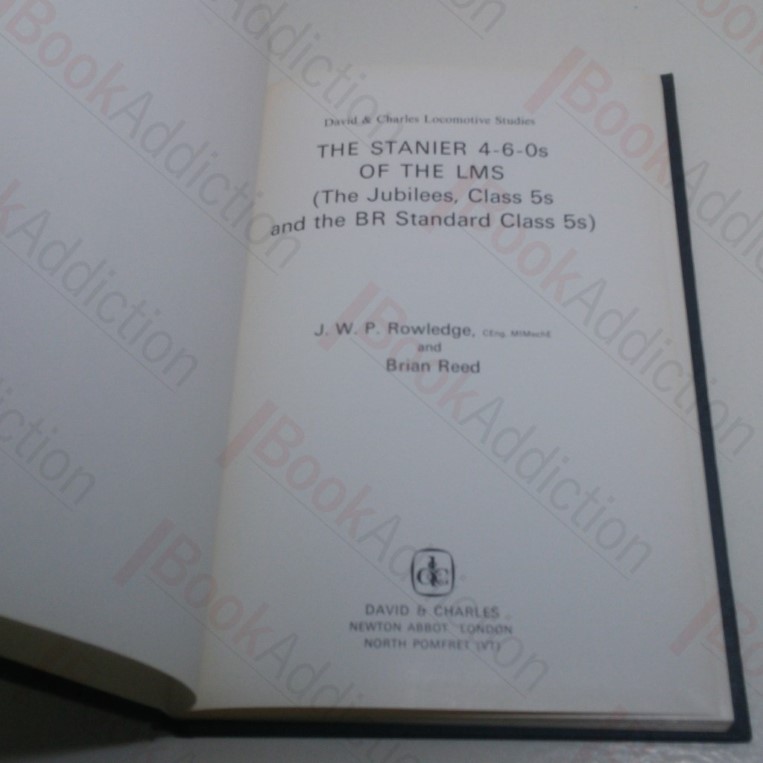 David & Charles Locomotive Studies
THE STANIER 4-6-0s
OF THE LMS
(The Jubilees, Class 5s
and the BR Standard Class 5s)
J. W. P. Rowledge, CEng, MIMechE
and
Brian Reed
DAVID & CHARLES
NEWTON ABBOT LONDON
NORTH POMFRET (VT)
BookAddiction